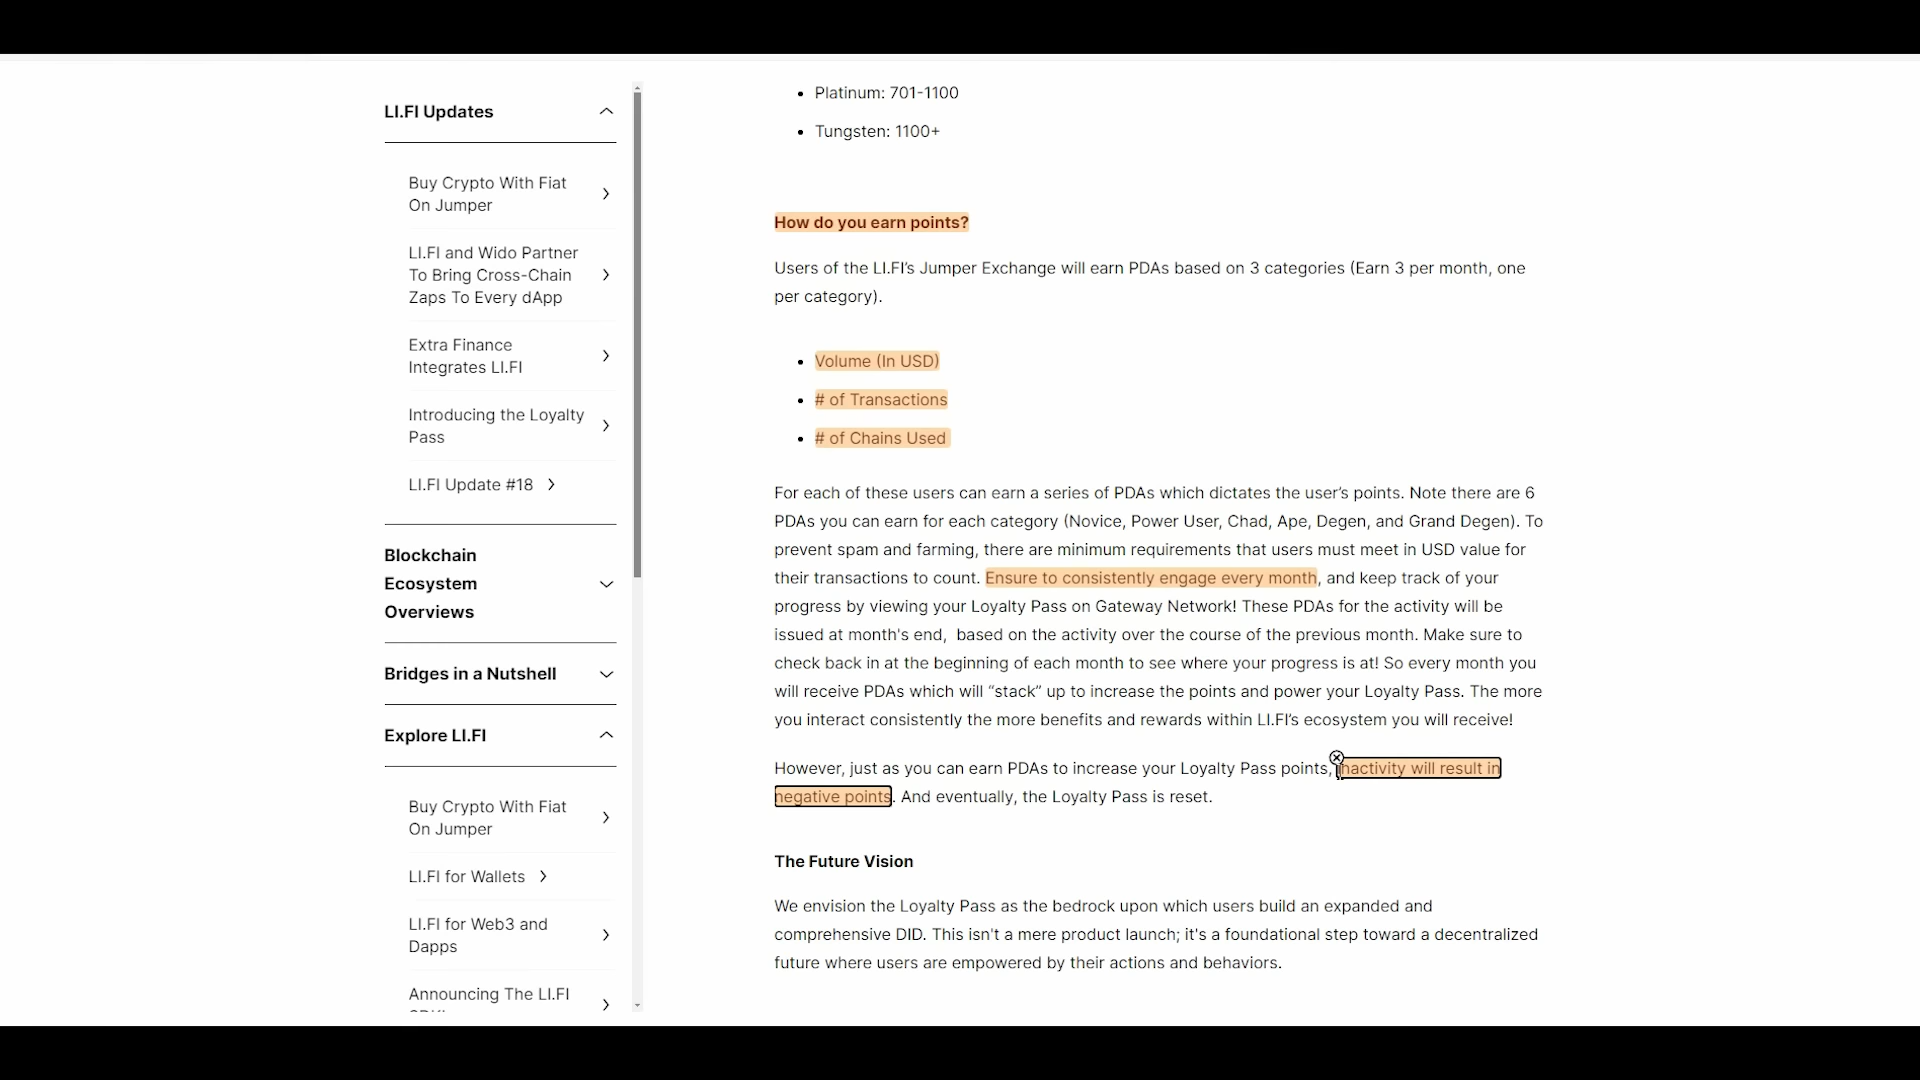 LI.FI Updates
Buy Crypto With Fiat
On Jumper
LI.FI and Wido Partner
To Bring Cross-Chain
Zaps To Every dApp
Extra Finance
Integrates LI.FI
Introducing the Loyalty
Pass
LI.FI Update #18
Blockchain
Ecosystem
Overviews
Bridges in a Nutshell
Explore LI.FI
Buy Crypto With Fiat
On Jumper
LI.FI for Wallets
LI.FI for Web3 and
Dapps
Announcing The LI.FI
• Platinum: 701-1100
• Tungsten: 1100+
How do you earn points?
Users of the LI.FI’s Jumper Exchange will earn PDAs based on 3 categories (Earn 3 per month, one
per category).
• Volume (In USD)
• # of Transactions
• # of Chains Used
For each of these users can earn a series of PDAs which dictates the user’s points. Note there are 6
PDAs you can earn for each category (Novice, Power User, Chad, Ape, Degen, and Grand Degen). To
prevent spam and farming, there are minimum requirements that users must meet in USD value for
their transactions to count. Ensure to consistently engage every month, and keep track of your
progress by viewing your Loyalty Pass on Gateway Network! These PDAs for the activity will be
issued at month's end,  based on the activity over the course of the previous month. Make sure to
check back in at the beginning of each month to see where your progress is at! So every month you
will receive PDAs which will “stack” up to increase the points and power your Loyalty Pass. The more
you interact consistently the more benefits and rewards within LI.FI’s ecosystem you will receive!
However, just as you can earn PDAs to increase your Loyalty Pass points, inactivity will result in
negative points. And eventually, the Loyalty Pass is reset.
The Future Vision
We envision the Loyalty Pass as the bedrock upon which users build an expanded and
comprehensive DID. This isn't a mere product launch; it's a foundational step toward a decentralized
future where users are empowered by their actions and behaviors.